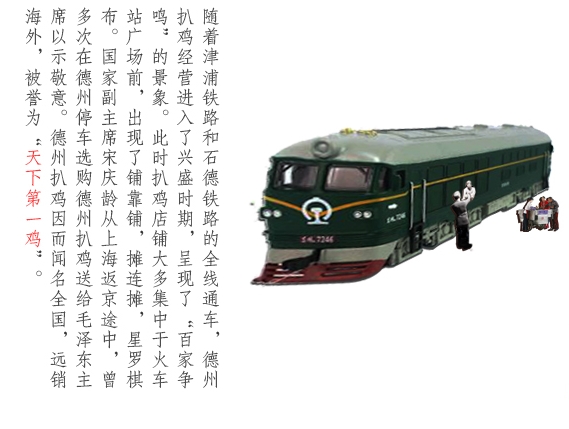 随着津浦铁路和石德铁路的全线通车，德州
扒鸡经营进入了兴盛时期，呈现了“百家争
鸣”的景象。此时扒鸡店铺大多集中于火车
站广场前，出现了铺靠铺，摊连摊，星罗棋
布。国家副主席宋庆龄从上海返京途中，曾
多次在德州停车选购德州扒鸡送给毛泽东主
席以示敬意。德州扒鸡因而闻名全国，远销
海外，被誉为“天下第一鸡”。
7246